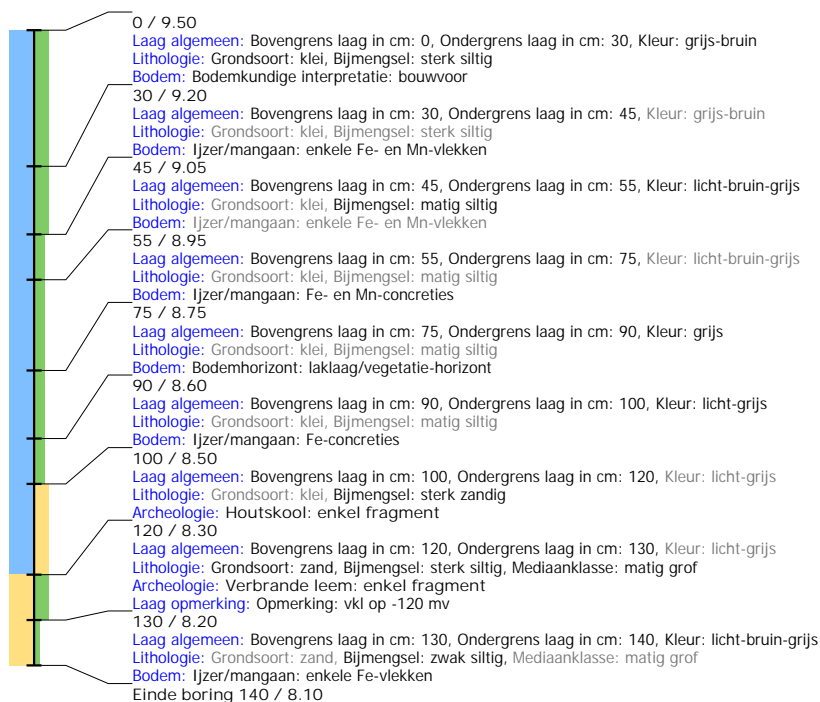 0 / 9.50
Laag algemeen: Bovengrens laag in cm: 0, Ondergrens laag in cm: 30, Kleur: grijs-bruin
Lithologie: Grondsoort: klei, Bijmengsel: sterk siltig
Bodem: Bodemkundige interpretatie: bouwvoor
30 / 9.20
Laag algemeen: Bovengrens laag in cm: 30, Ondergrens laag in cm: 45, Kleur: grijs-bruin
Lithologie: Grondsoort: klei, Bijmengsel: sterk siltig
Bodem: Ijzer/mangaan: enkele Fe- en Mn-vlekken
45 / 9.05
Laag algemeen: Bovengrens laag in cm: 45, Ondergrens laag in cm: 55, Kleur: licht-bruin-grijs
Lithologie: Grondsoort: klei, Bijmengsel: matig siltig
Bodem: Ijzer/mangaan: enkele Fe- en Mn-vlekken
55 / 8.95
Laag algemeen: Bovengrens laag in cm: 55, Ondergrens laag in cm: 75, Kleur: licht-bruin-grijs
Lithologie: Grondsoort: klei, Bijmengsel: matig siltig
Bodem: Ijzer/mangaan: Fe- en Mn-concreties
75 / 8.75
Laag algemeen: Bovengrens laag in cm: 75, Ondergrens laag in cm: 90, Kleur: grijs
Lithologie: Grondsoort: klei, Bijmengsel: matig siltig
Bodem: Bodemhorizont: laklaag/vegetatie-horizont
90 / 8.60
Laag algemeen: Bovengrens laag in cm: 90, Ondergrens laag in cm: 100, Kleur: licht-grijs
Lithologie: Grondsoort: klei, Bijmengsel: matig siltig
Bodem: Ijzer/mangaan: Fe-concreties
100 / 8.50
Laag algemeen: Bovengrens laag in cm: 100, Ondergrens laag in cm: 120, Kleur: licht-grijs
Lithologie: Grondsoort: klei, Bijmengsel: sterk zandig
Archeologie: Houtskool: enkel fragment
120 / 8.30
Laag algemeen: Bovengrens laag in cm: 120, Ondergrens laag in cm: 130, Kleur: licht-grijs
Lithologie: Grondsoort: zand, Bijmengsel: sterk siltig, Mediaanklasse: matig grof
Archeologie: Verbrande leem: enkel fragment
Laag opmerking: Opmerking: vkl op -120 mv
130 / 8.20
Laag algemeen: Bovengrens laag in cm: 130, Ondergrens laag in cm: 140, Kleur: licht-bruin-grijs
Lithologie: Grondsoort: zand, Bijmengsel: zwak siltig, Mediaanklasse: matig grof
Bodem: Ijzer/mangaan: enkele Fe-vlekken
Einde boring 140 / 8.10